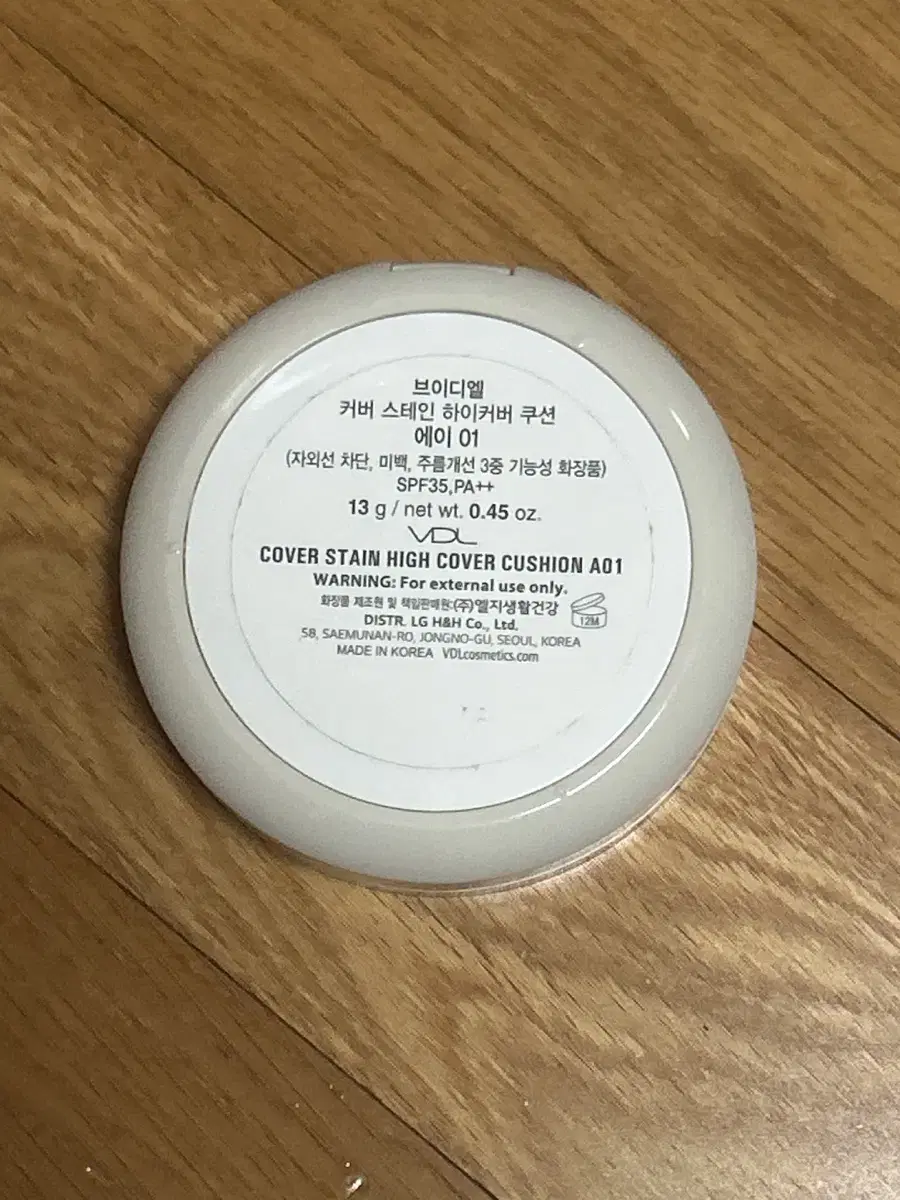 브이디엘
커버 스테인 하이커버 쿠션
에이 01
(자외선 차단, 미백, 주름개선 3중 기능성 화장품)
SPF35,PA++
13 g / net wt. 0.45 oz.
VDL
COVER STAIN HIGH COVER CUSHION A01
WARNING: For external use only.
화장품 제조원 및 책임판매원:(주)엘지생활건강
12M
DISTR. LG H&H Co., Ltd.
58, SAEMUNAN-RO, JONGNO-GU, SEOUL, KOREA
MADE IN KOREA VDLcosmetics.com